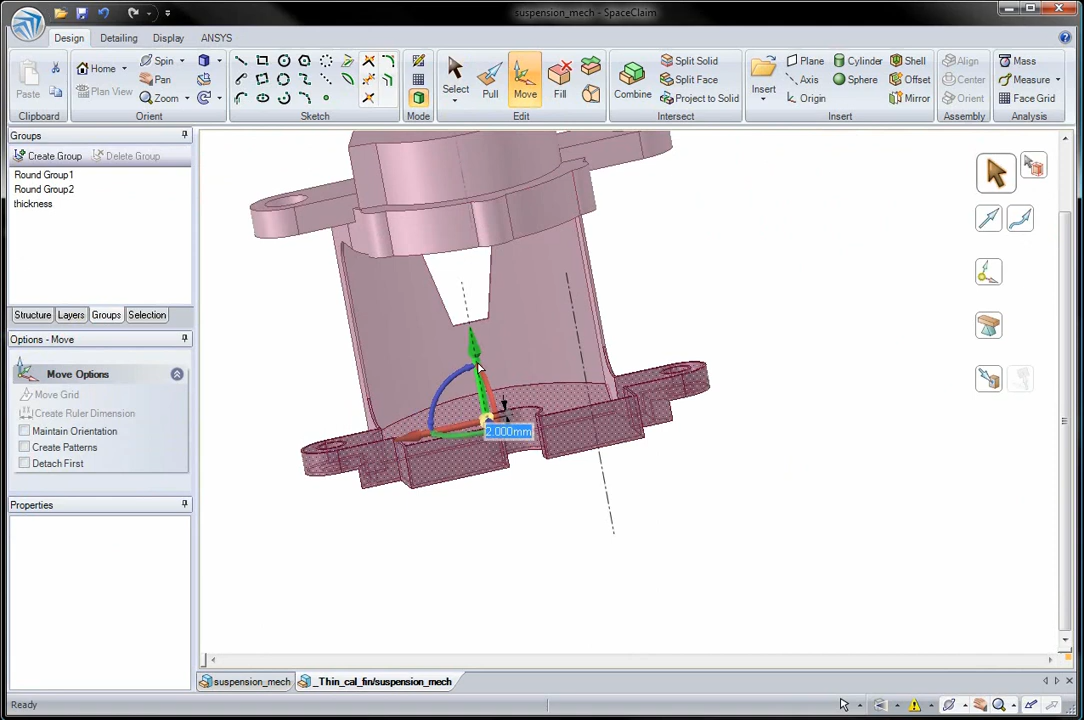 suspension_mech - SpaceClaim
Design Detailing Display ANSYS
Paste
Clipboard
Home
Plan View
Spin
Pan
Zoom
Orient
Sketch
Mode
Select
Pull
Move
Fill
Edit
Combine
Split Solid
Split Face
Project to Solid
Intersect
Insert
Plane
Axis
Origin
Cylinder
Sphere
Shell
Offset
Mirror
Insert
Align
Center
Orient
Assembly
Mass
Measure
Face Grid
Analysis
Groups
Create Group Delete Group
Round Group1
Round Group2
thickness
Structure Layers Groups Selection
Options - Move
Move Options
Move Grid
Create Ruler Dimension
Maintain Orientation
Create Patterns
Detach First
Properties
2.000mm
suspension_mech _Thin_cal_fin/suspension_mech
Ready